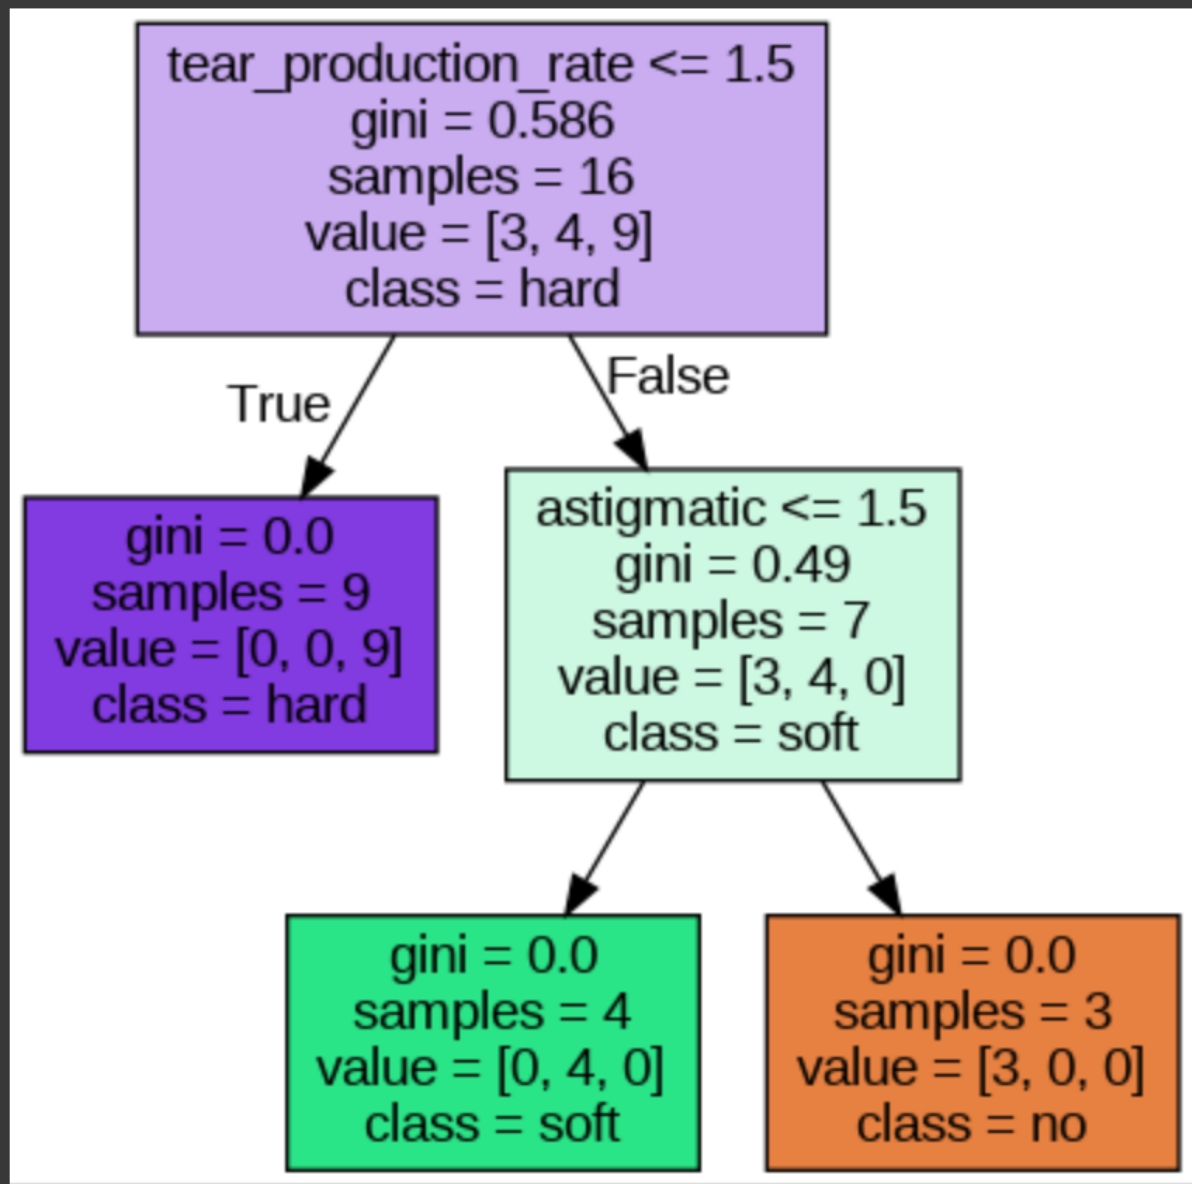 tear_production_rate <= 1.5
gini = 0.586
samples = 16
value = [3, 4, 9]
class = hard
True
False
gini = 0.0
samples = 9
value = [0, 0, 9]
class = hard
astigmatic <= 1.5
gini = 0.49
samples = 7
value = [3, 4, 0]
class = soft
gini = 0.0
samples = 4
value = [0, 4, 0]
class = soft
gini = 0.0
samples = 3
value = [3, 0, 0]
class = no